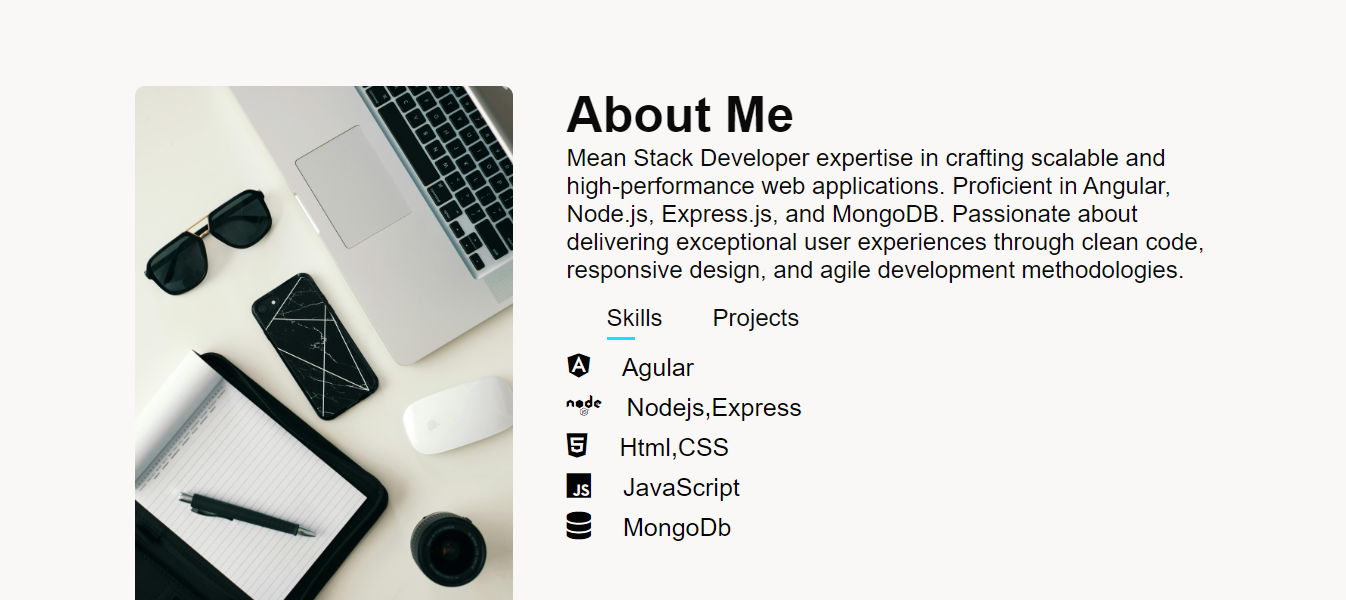 About Me
Mean Stack Developer expertise in crafting scalable and
high-performance web applications. Proficient in Angular,
Node.js, Express.js, and MongoDB. Passionate about
delivering exceptional user experiences through clean code,
responsive design, and agile development methodologies.
Skills Projects
Agular
node JS Nodejs,Express
5 Html,CSS
JS JavaScript
MongoDb